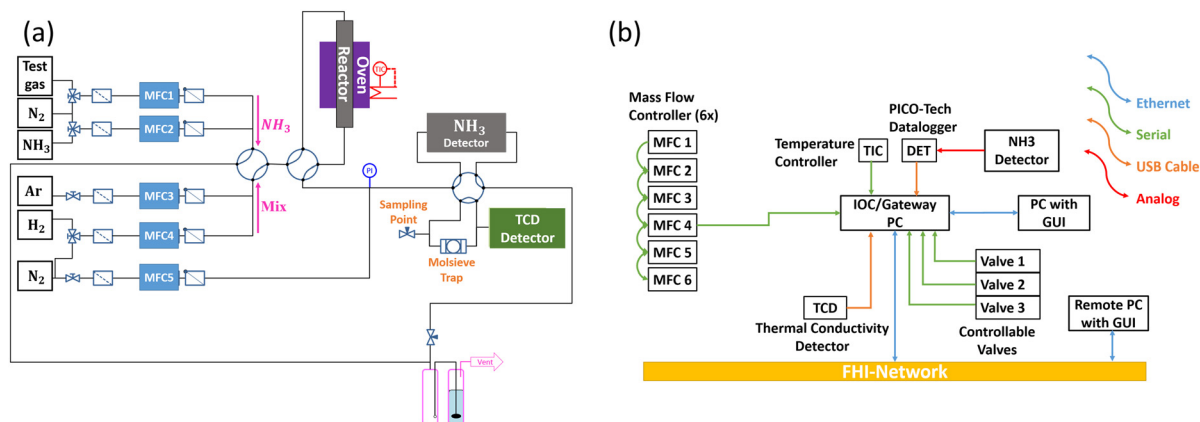 (a)
Test
gas
N₂
NH₃
MFC1
MFC2
NH₃
Reactor
Oven
TIC
Ar
H₂
N₂
MFC3
MFC4
MFC5
Mix
PI
NH₃
Detector
Sampling
Point
Molsieve
Trap
TCD
Detector
Vent
(b)
Mass Flow
Controller (6x)
MFC 1
MFC 2
MFC 3
MFC 4
MFC 5
MFC 6
Temperature
Controller
TIC
PICO-Tech
Datalogger
DET
NH3
Detector
IOC/Gateway
PC
PC with
GUI
Valve 1
Valve 2
Valve 3
Controllable
Valves
TCD
Thermal Conductivity
Detector
Remote PC
with GUI
FHI-Network
Ethernet
Serial
USB Cable
Analog